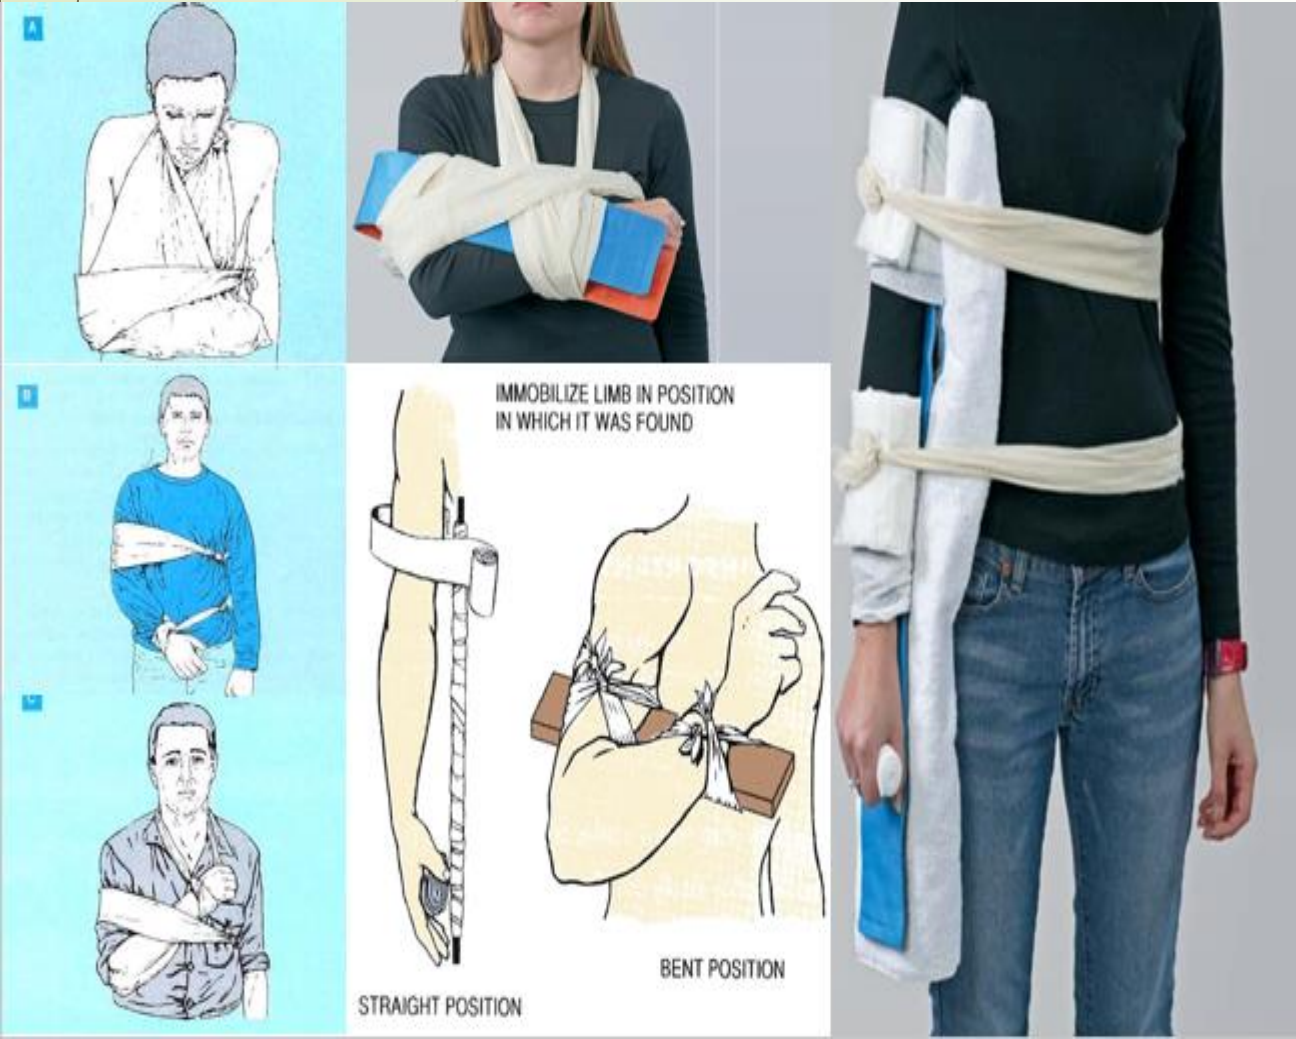 A
IMMOBILIZE LIMB IN POSITION
IN WHICH IT WAS FOUND
B
C
BENT POSITION
STRAIGHT POSITION